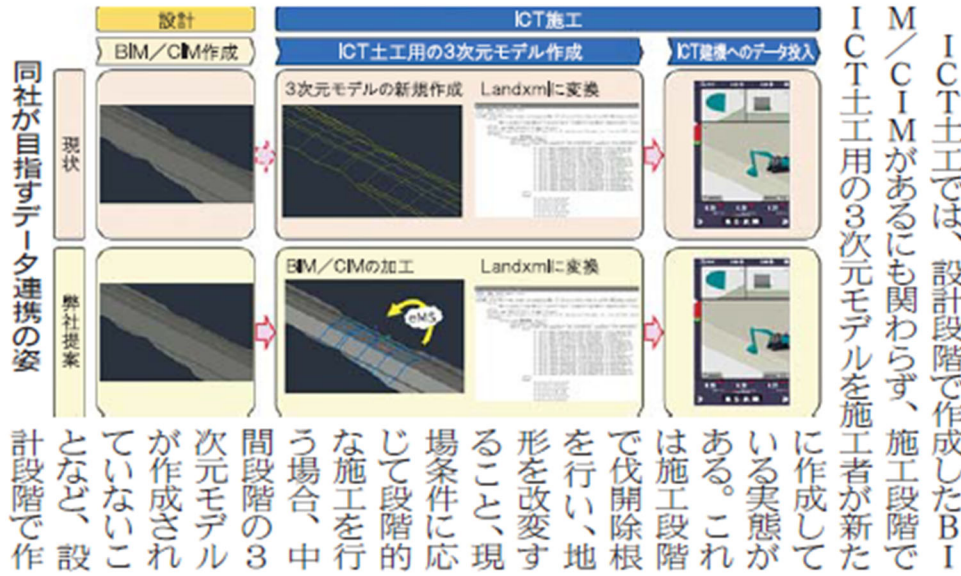 設計
ICT施工
BIM／CIM作成
ICT土工用の3次元モデル作成
ICT建機へのデータ投入
現状
3次元モデルの新規作成
Landxmlに変換
弊社提案
BIM／CIMの加工
eMS
Landxmlに変換
同社が目指すデータ連携の姿
ICT土工では、設計段階で作成したBI
M／CIMがあるにも関わらず、施工段階で
ICT土工用の3次元モデルを施工者が新た
に作成して
いる実態が
ある。これ
は施工段階
で伐開除根
を行い、地
形を改変す
ること、現
場条件に応
じて段階的
な施工を行
う場合、中
間段階の3
次元モデル
が作成され
ていないこ
となど、設
計段階で作